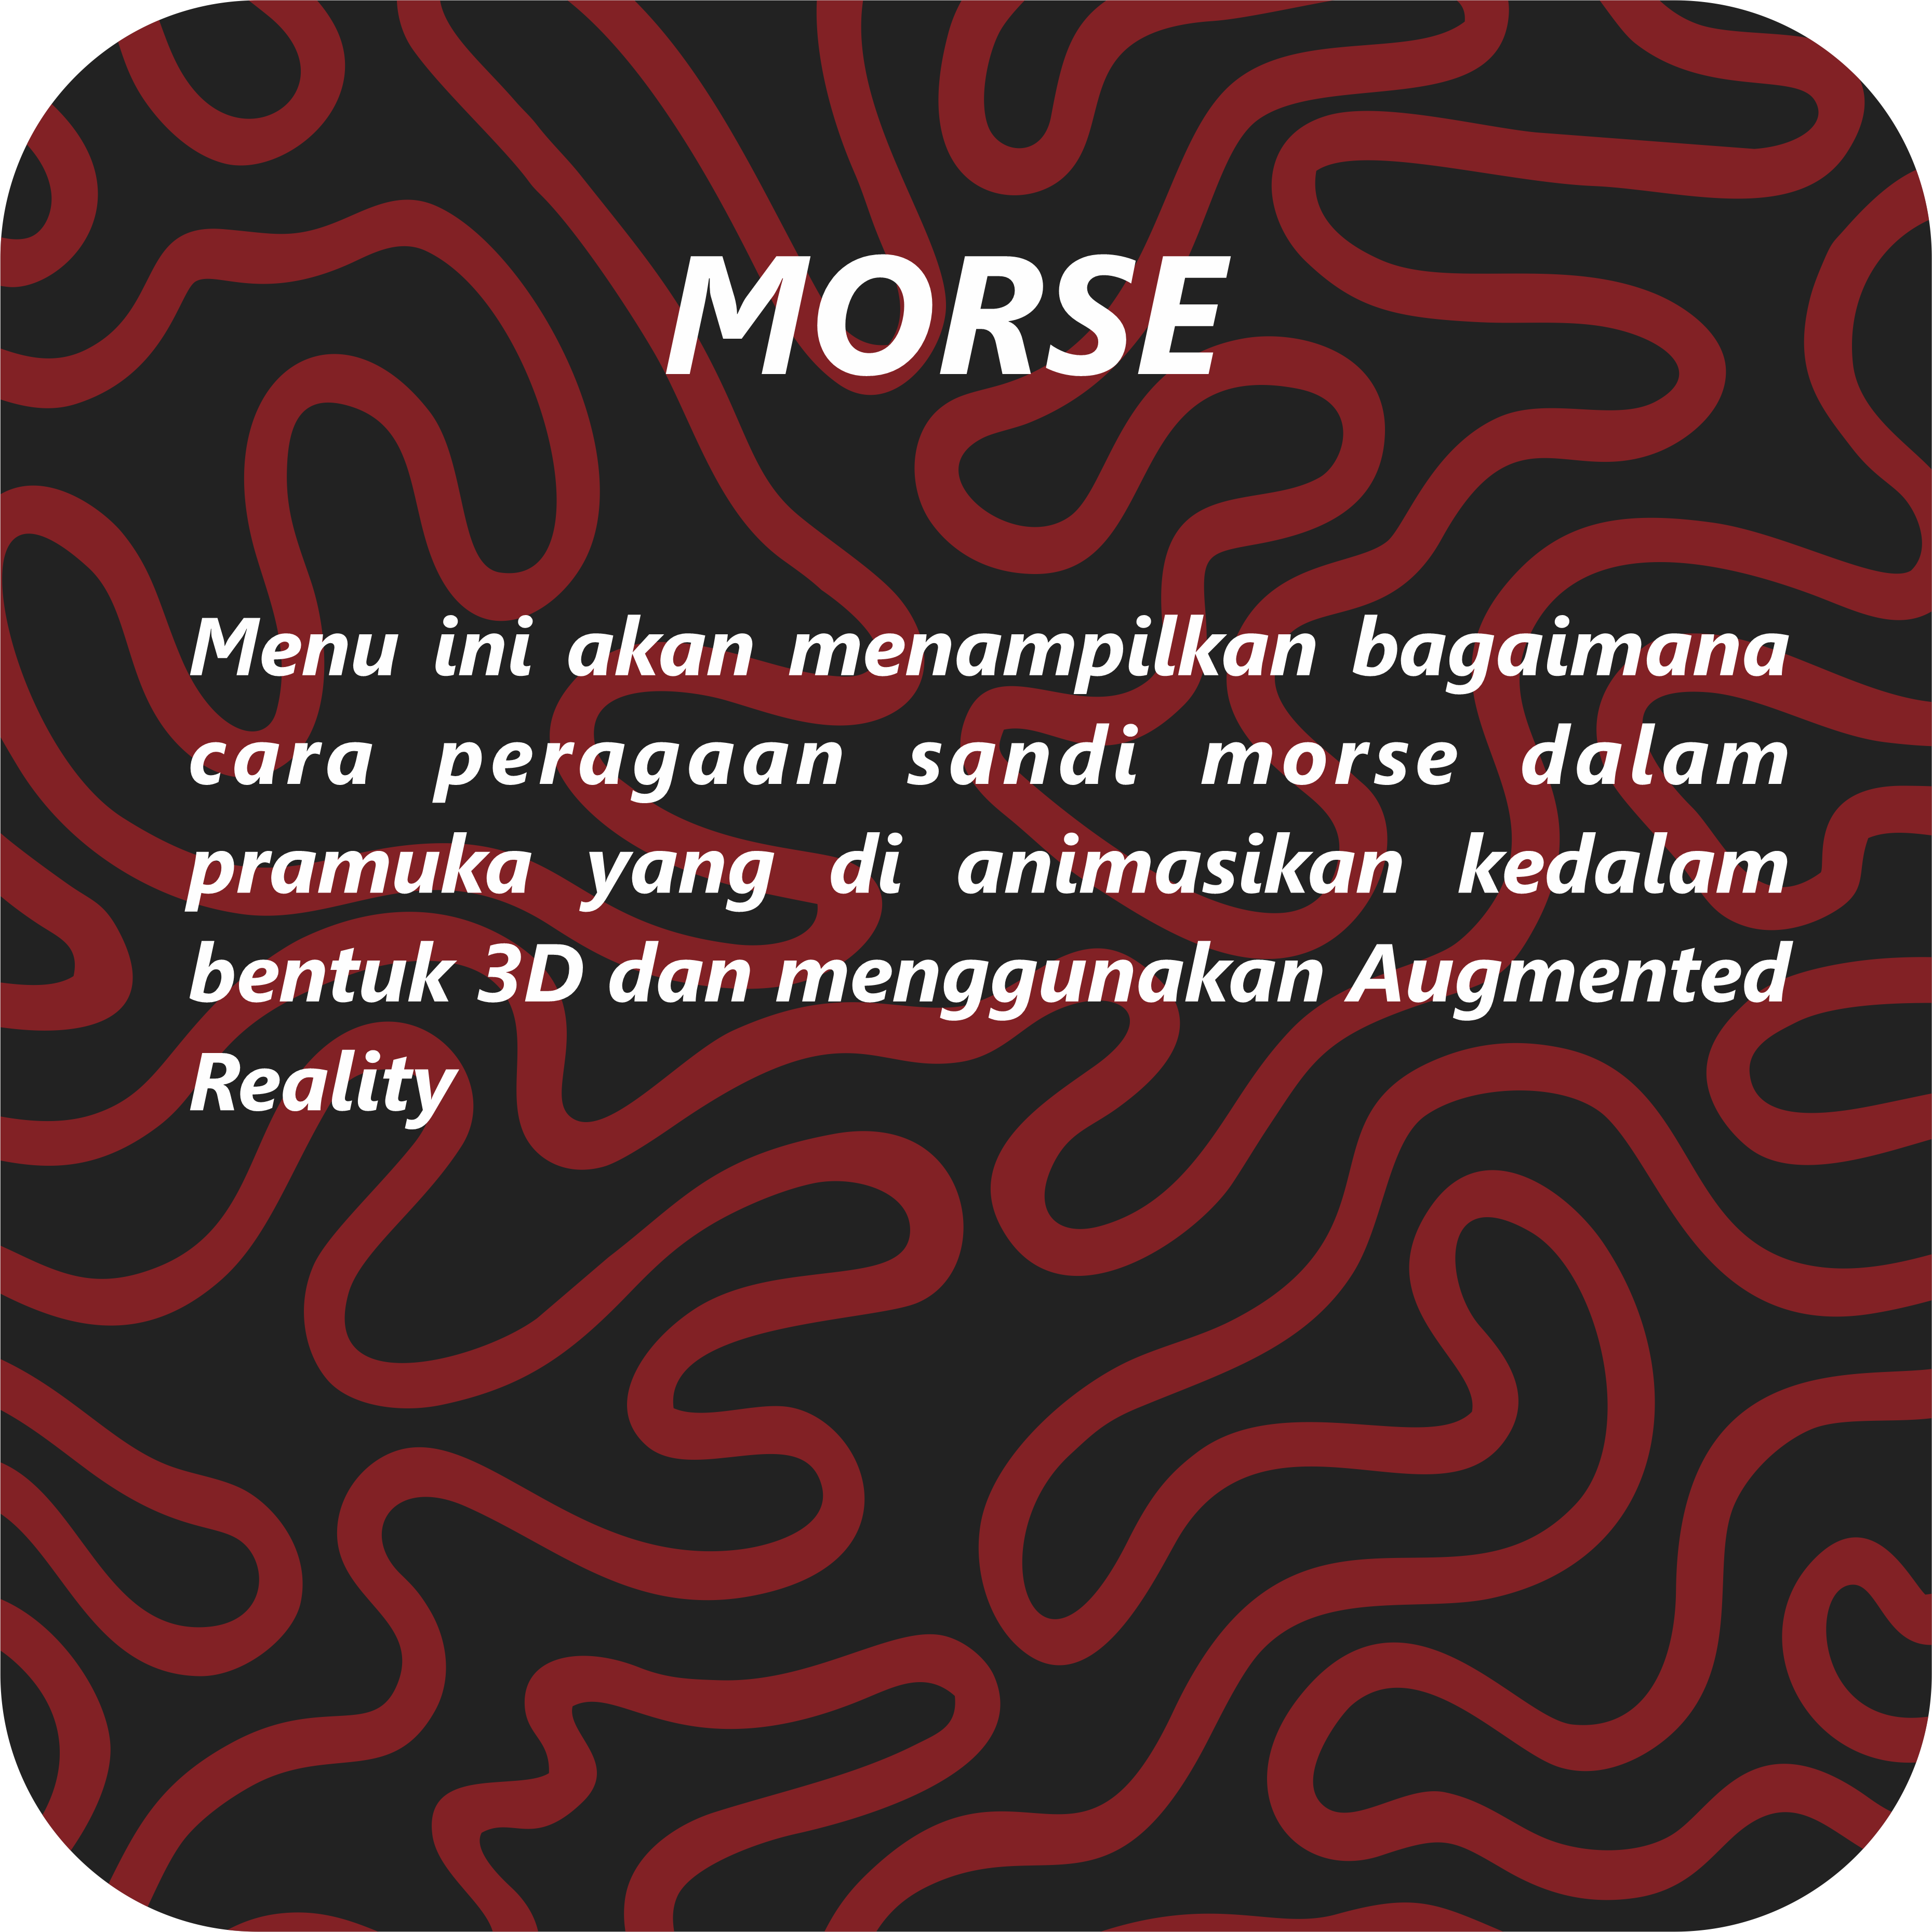 MORSE
Menu ini akan menampilkan bagaimana
cara peragaan sandi morse dalam
pramuka yang di animasikan kedalam
bentuk 3D dan menggunakan Augmented
Reality